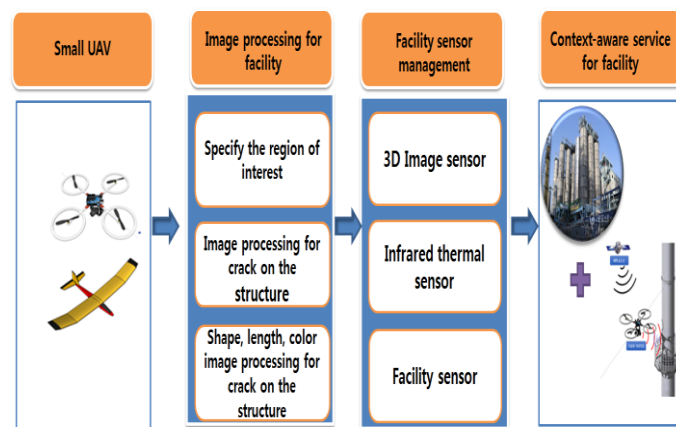 Small UAV
Image processing for
facility
Facility sensor
management
Context-aware service
for facility
Specify the region of
interest
Image processing for
crack on the
structure
Shape, length, color
image processing for
crack on the
structure
3D Image sensor
Infrared thermal
sensor
Facility sensor